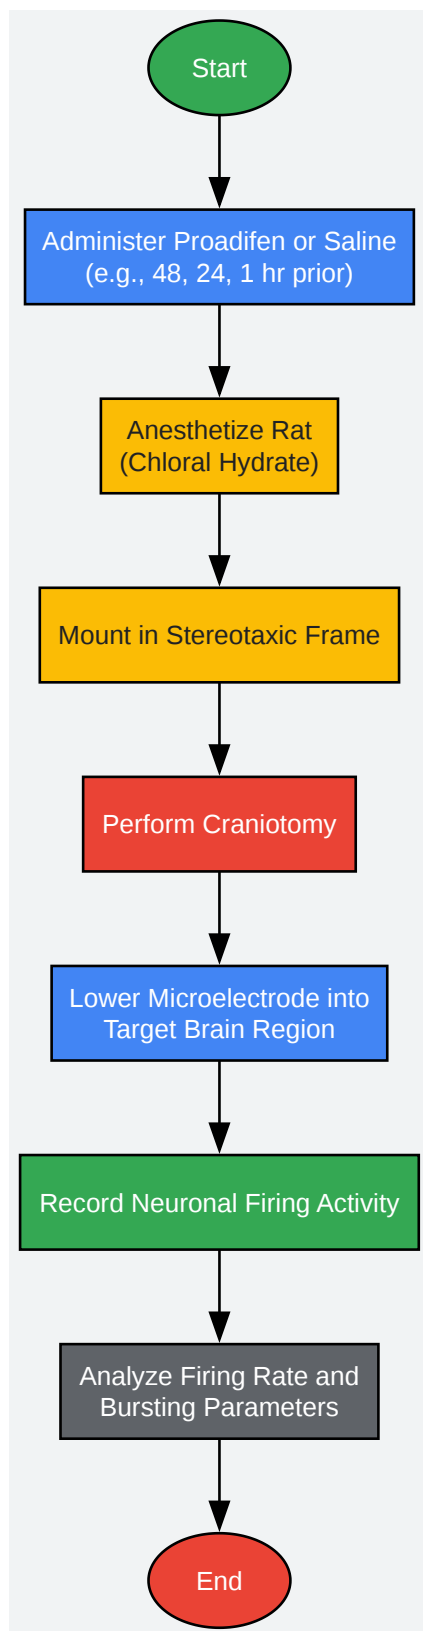 Start
Administer Proadifen or Saline
(e.g., 48, 24, 1 hr prior)
Anesthetize Rat
(Chloral Hydrate)
Mount in Stereotaxic Frame
Perform Craniotomy
Lower Microelectrode into
Target Brain Region
Record Neuronal Firing Activity
Analyze Firing Rate and
Bursting Parameters
End